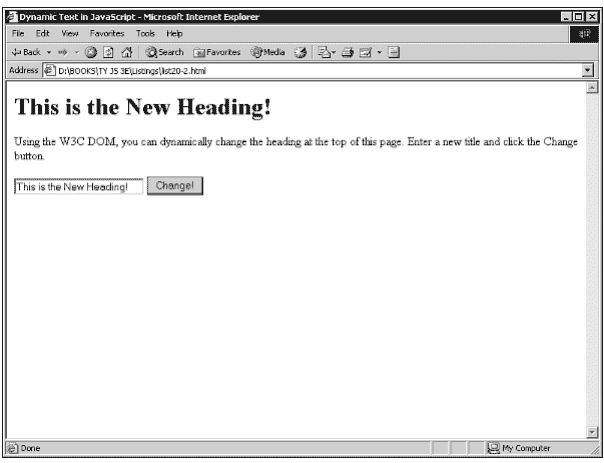 Dynamic Text in JavaScript - Microsoft Internet Explorer
File Edit View Favorites Tools Help
Back Search Favorites Media
Address D:\BOOKS\TY JS 3E\Listings\list20-2.html
This is the New Heading!
Using the W3C DOM, you can dynamically change the heading at the top of this page. Enter a new title and click the Change
button.
This is the New Heading! Change!
Done My Computer